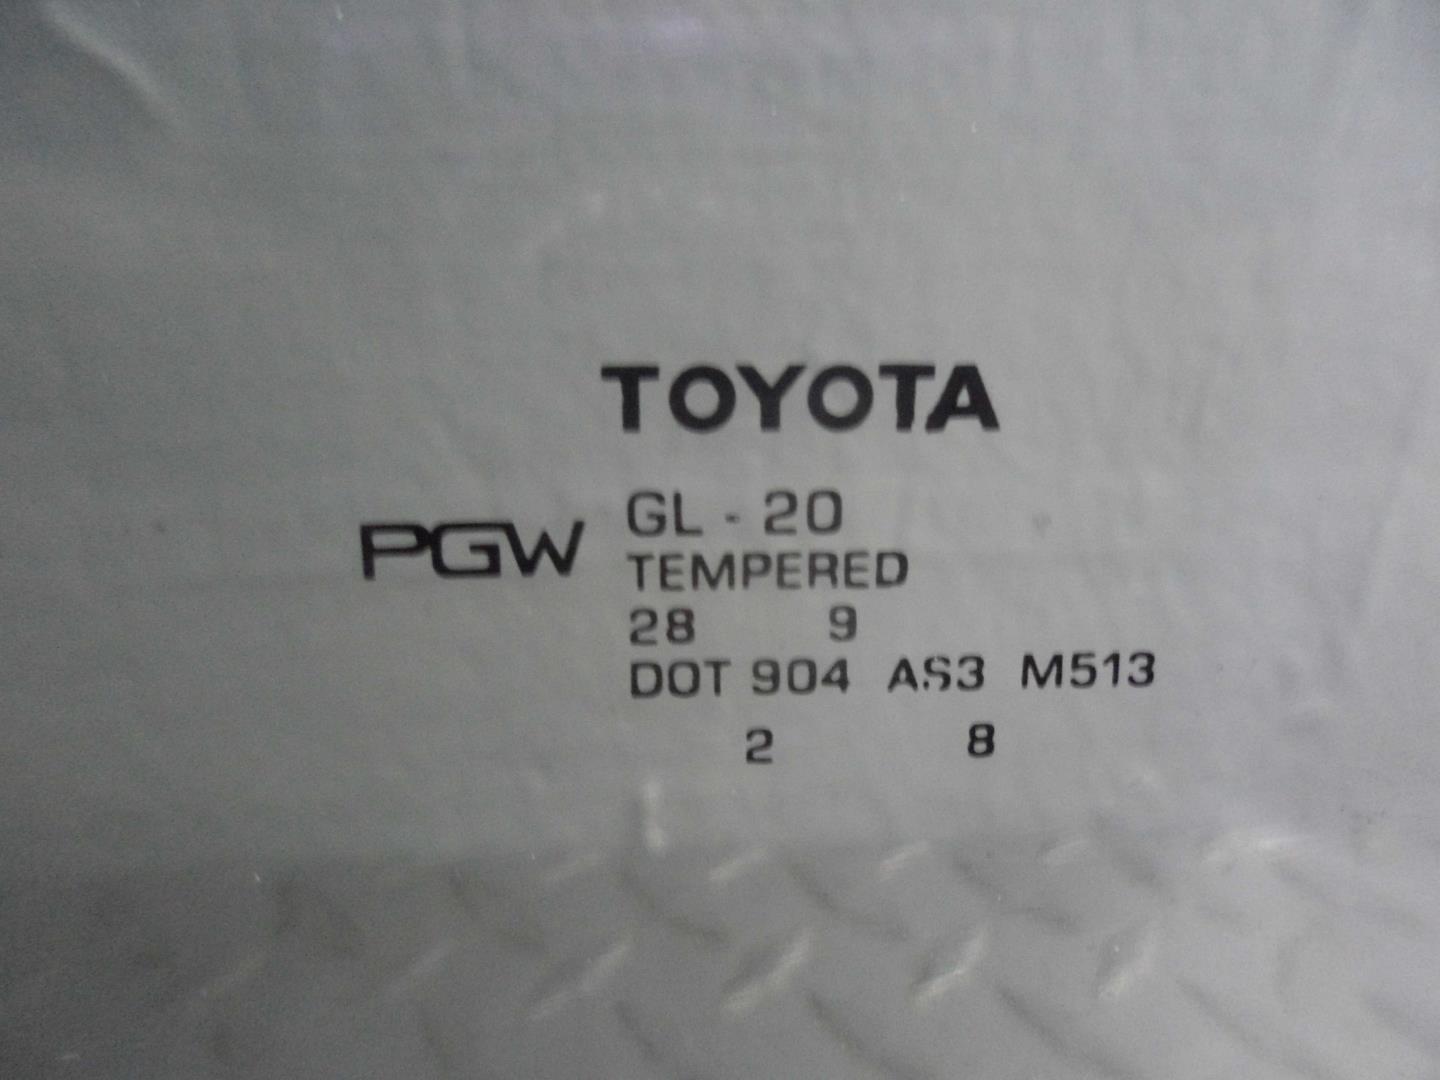 TOYOTA
PGW
GL - 20
TEMPERED
28 9
DOT 904 AS3 M513
2 8